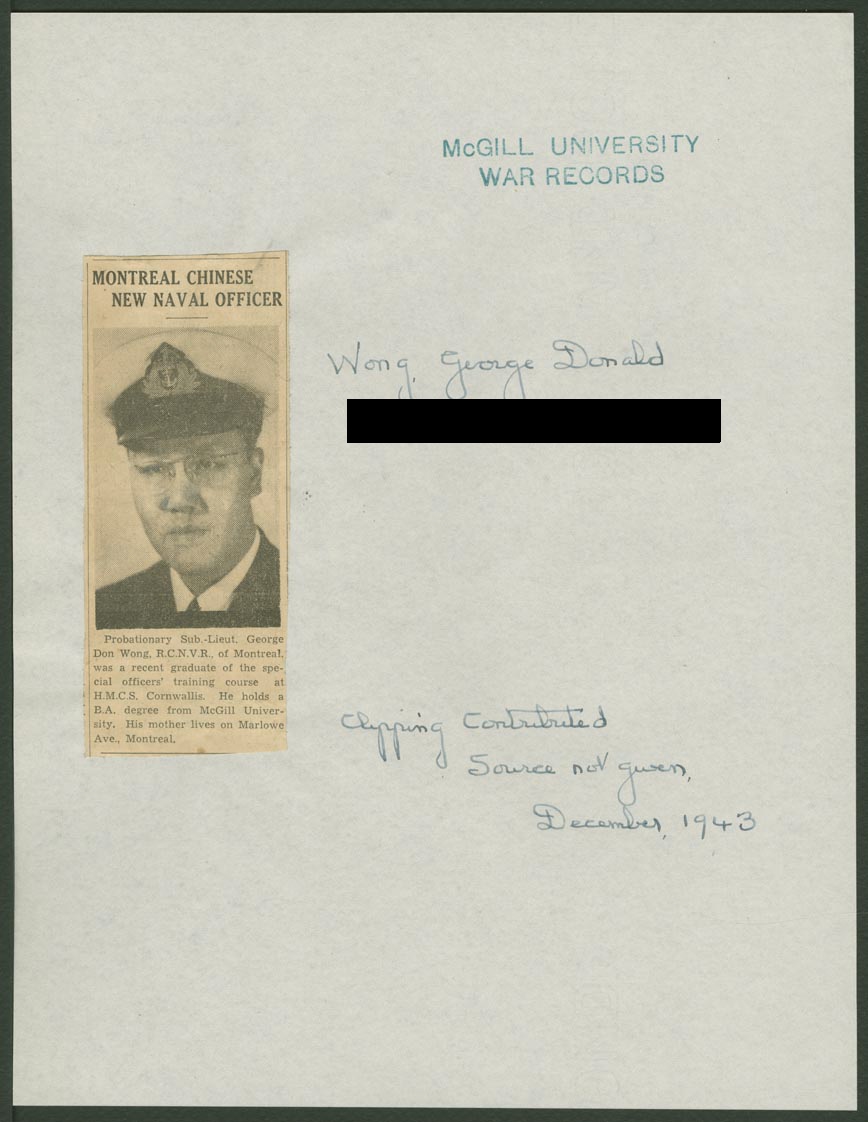 McGILL UNIVERSITY
WAR RECORDS
MONTREAL CHINESE
NEW NAVAL OFFICER
Wong, George Donald
Probationary Sub.-Lieut. George
Don Wong, R.C.N.V.R., of Montreal,
was a recent graduate of the spe-
cial officers' training course at
H.M.C.S. Cornwallis. He holds a
B.A. degree from McGill Univer-
sity. His mother lives on Marlowe
Ave., Montreal.
Clipping Contributed
Source not given,
December, 1943